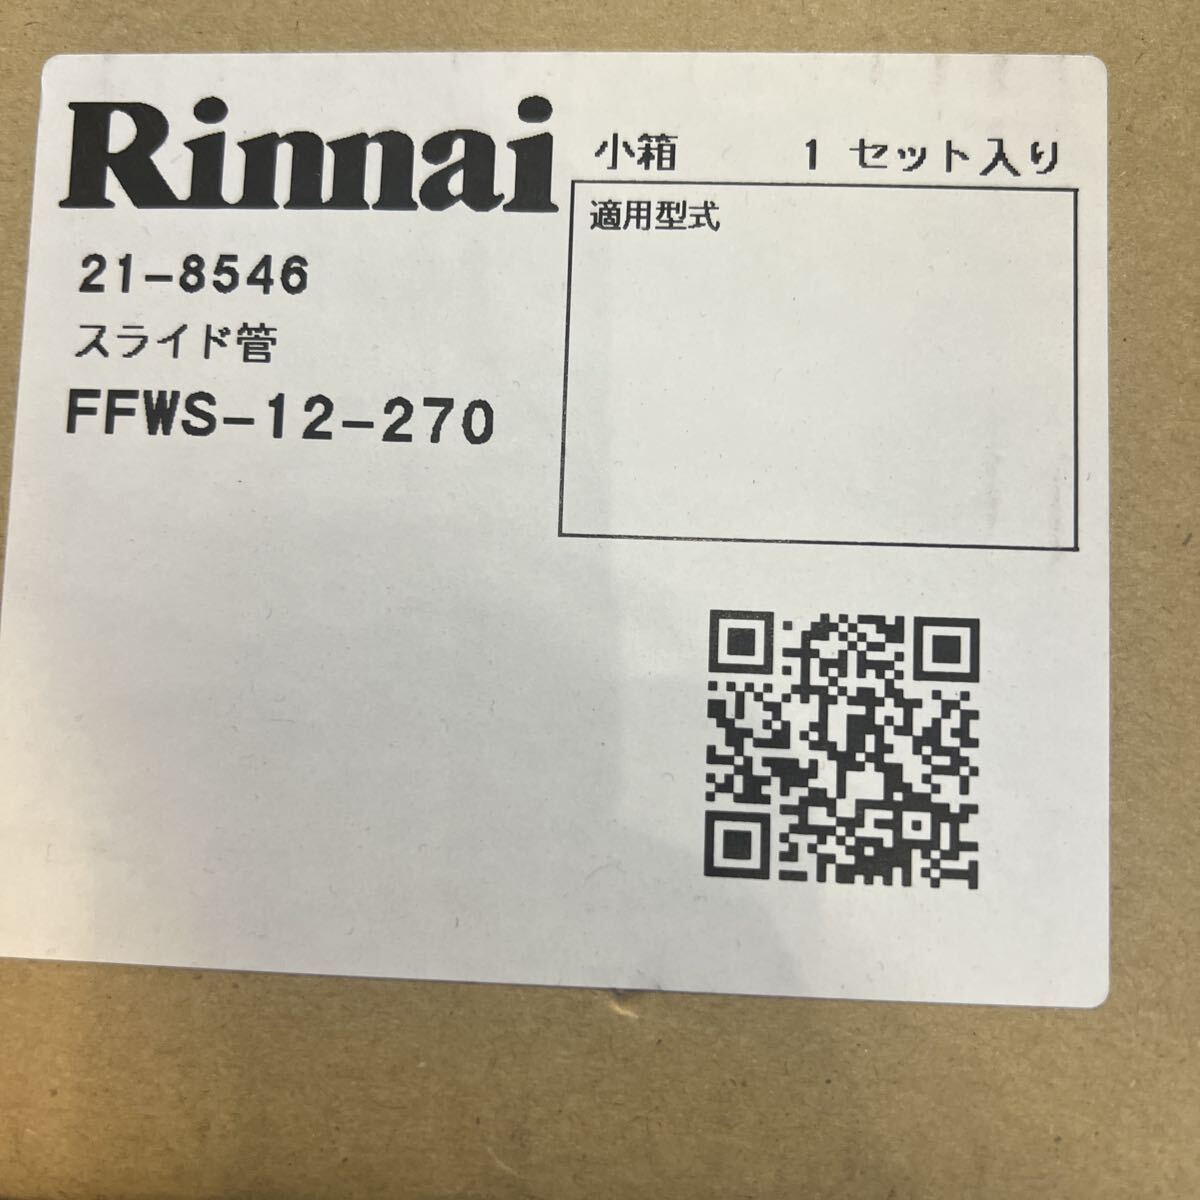 Rinnai
小箱 1 セット入り
適用型式
21-8546
スライド管
FFWS-12-270